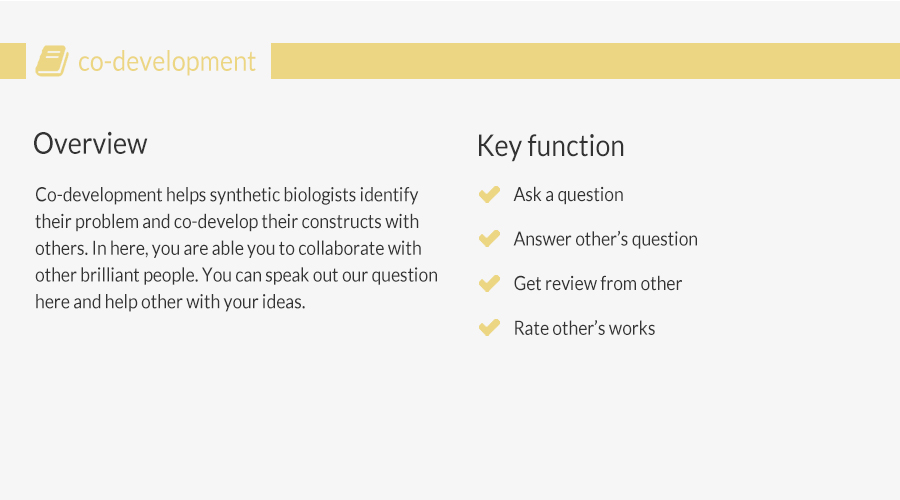 co-development
Overview
Co-development helps synthetic biologists identify
their problem and co-develop their constructs with
others. In here, you are able you to collaborate with
other brilliant people. You can speak out our question
here and help other with your ideas.
Key function
Ask a question
Answer other’s question
Get review from other
Rate other’s works